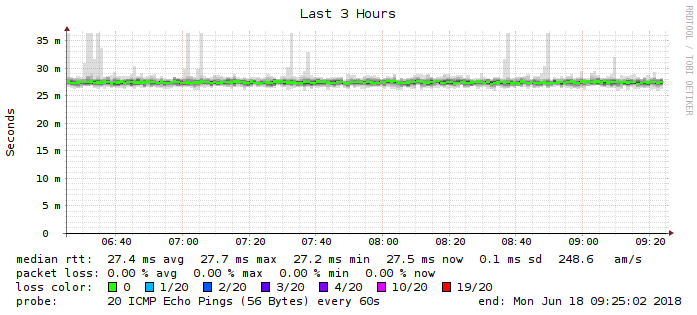 Last 3 Hours
RRDTOOL / TOBI OETIKER
Seconds
35 m
30 m
25 m
20 m
15 m
10 m
5 m
0
06:40 07:00 07:20 07:40 08:00 08:20 08:40 09:00 09:20
median rtt: 27.4 ms avg 27.7 ms max 27.2 ms min 27.5 ms now 0.1 ms sd 248.6 am/s
packet loss: 0.00 % avg 0.00 % max 0.00 % min 0.00 % now
loss color: 0 1/20 2/20 3/20 4/20 10/20 19/20
probe: 20 ICMP Echo Pings (56 Bytes) every 60s end: Mon Jun 18 09:25:02 2018